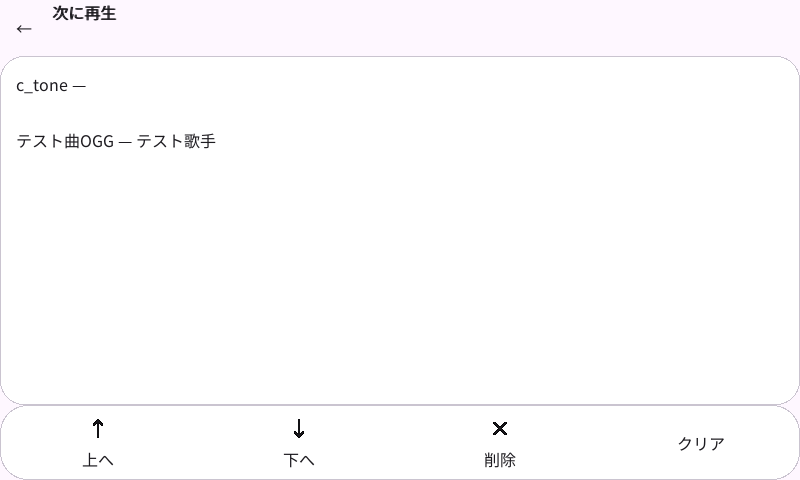 次に再生
←
c_tone —
テスト曲OGG — テスト歌手
↑ ↓ ✕
上へ 下へ 削除 クリア